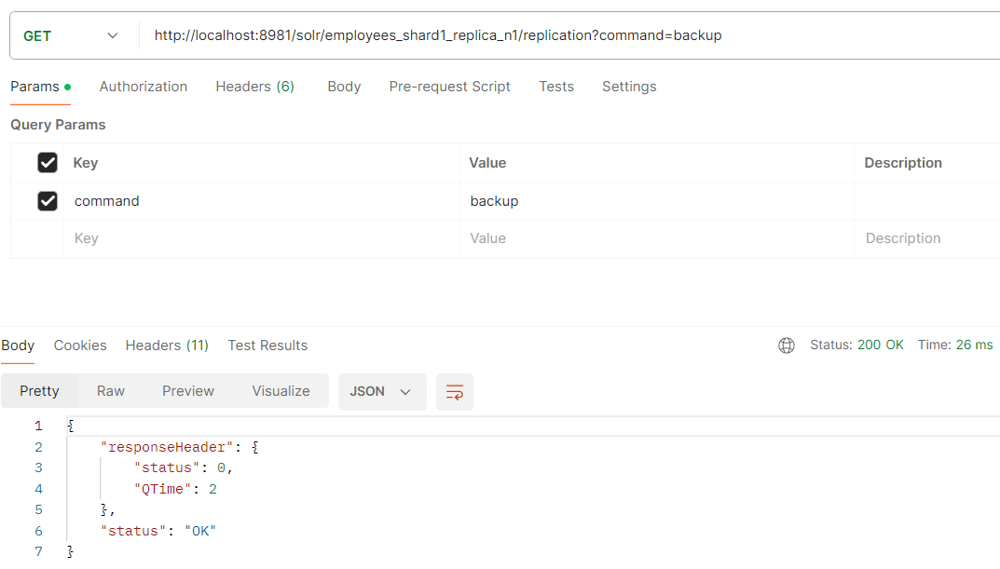 GET http://localhost:8981/solr/employees_shard1_replica_n1/replication?command=backup
Params Authorization Headers (6) Body Pre-request Script Tests Settings
Query Params
Key Value Description
command backup
Key Value Description
Body Cookies Headers (11) Test Results Status: 200 OK Time: 26 ms
Pretty Raw Preview Visualize JSON
1 {
2 "responseHeader": {
3 "status": 0,
4 "QTime": 2
5 },
6 "status": "OK"
7 }